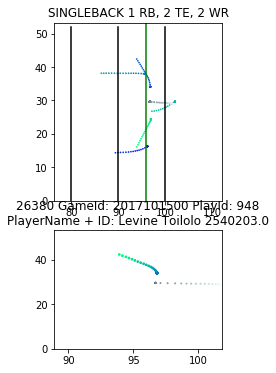 SINGLEBACK 1 RB, 2 TE, 2 WR
50
40
30
20
10
0
80 90 100 110
26380 GameId: 2017101500 PlayId: 948
PlayerName + ID: Levine Toilolo 2540203.0
40
20
0
90 95 100